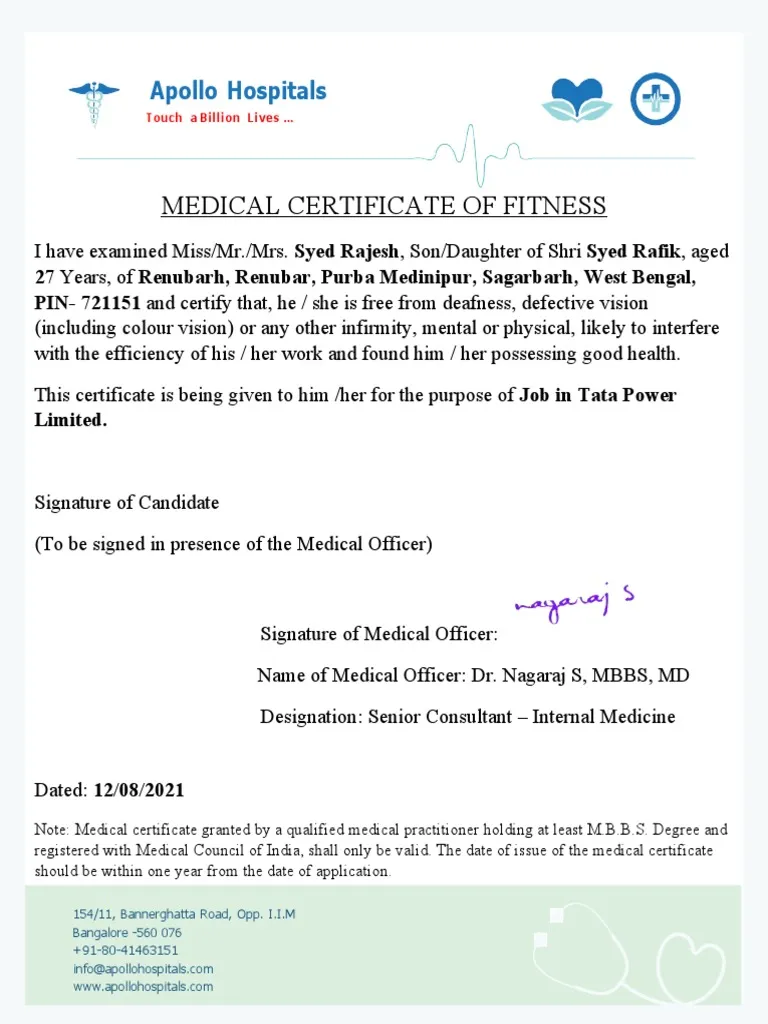 Apollo Hospitals
Touch a Billion Lives ...
MEDICAL CERTIFICATE OF FITNESS
I have examined Miss/Mr./Mrs. Syed Rajesh, Son/Daughter of Shri Syed Rafik, aged
27 Years, of Renubarh, Renubar, Purba Medinipur, Sagarbarh, West Bengal,
PIN- 721151 and certify that, he / she is free from deafness, defective vision
(including colour vision) or any other infirmity, mental or physical, likely to interfere
with the efficiency of his / her work and found him / her possessing good health.
This certificate is being given to him /her for the purpose of Job in Tata Power
Limited.
Signature of Candidate
(To be signed in presence of the Medical Officer)
nagaraj S
Signature of Medical Officer:
Name of Medical Officer: Dr. Nagaraj S, MBBS, MD
Designation: Senior Consultant – Internal Medicine
Dated: 12/08/2021
Note: Medical certificate granted by a qualified medical practitioner holding at least M.B.B.S. Degree and
registered with Medical Council of India, shall only be valid. The date of issue of the medical certificate
should be within one year from the date of application.
154/11, Bannerghatta Road, Opp. I.I.M
Bangalore -560 076
+91-80-41463151
info@apollohospitals.com
www.apollohospitals.com